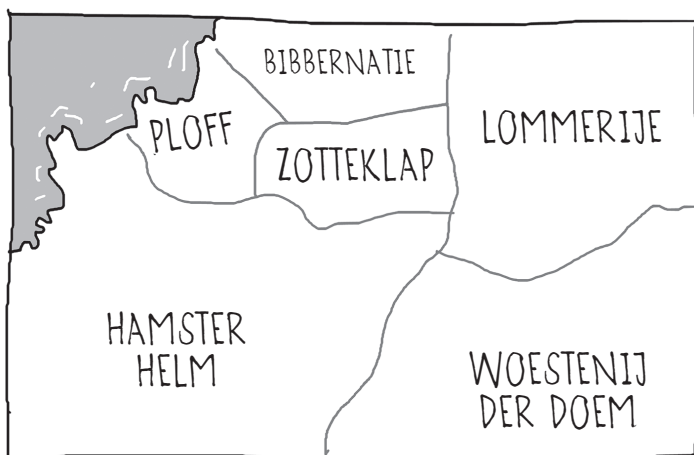 BIBBERNATIE
PLOFF
LOMMERIJE
ZOTTEKLAP
HAMSTER
HELM
WOESTENIJ
DER DOEM